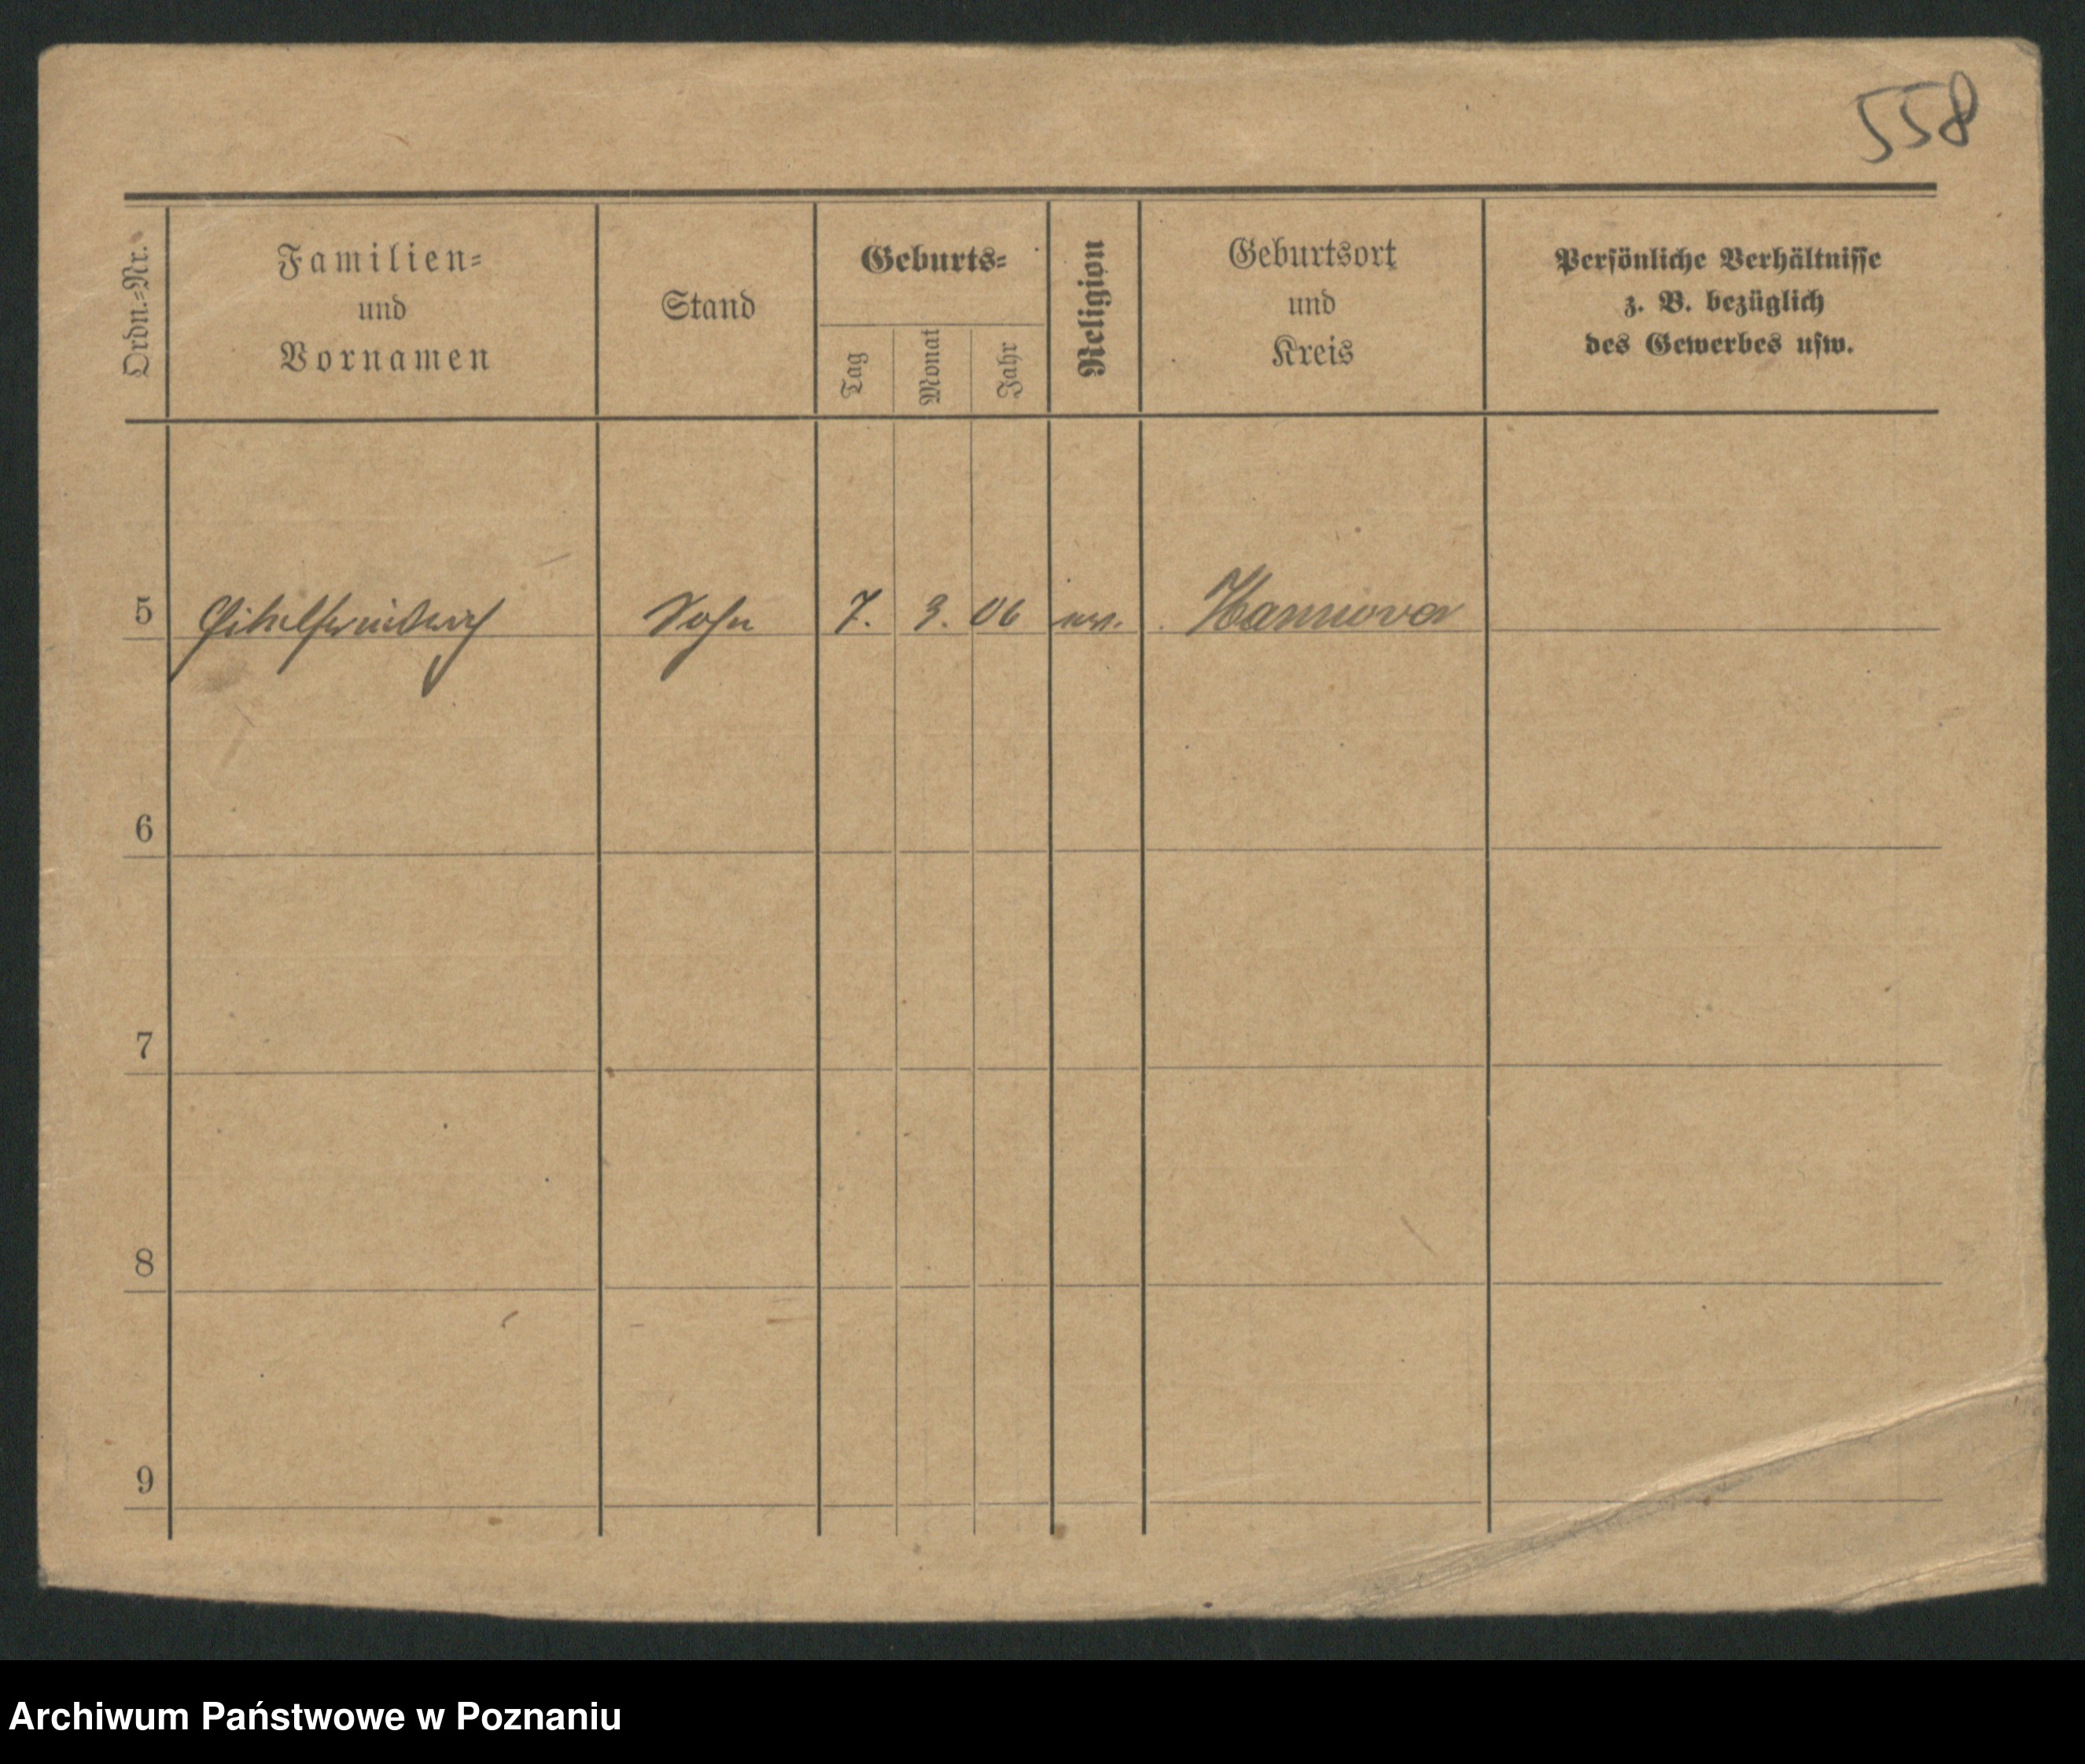 558
Ordn.=Nr.
Familien=
und
Vornamen
Stand
Geburts=
Tag
Monat
Jahr
Religion
Geburtsort
und
Kreis
Persönliche Verhältnisse
z. B. bezüglich
des Gewerbes usw.
5 Sohn 7. 3. 06 Hannover
6
7
8
9
Archiwum Państwowe w Poznaniu